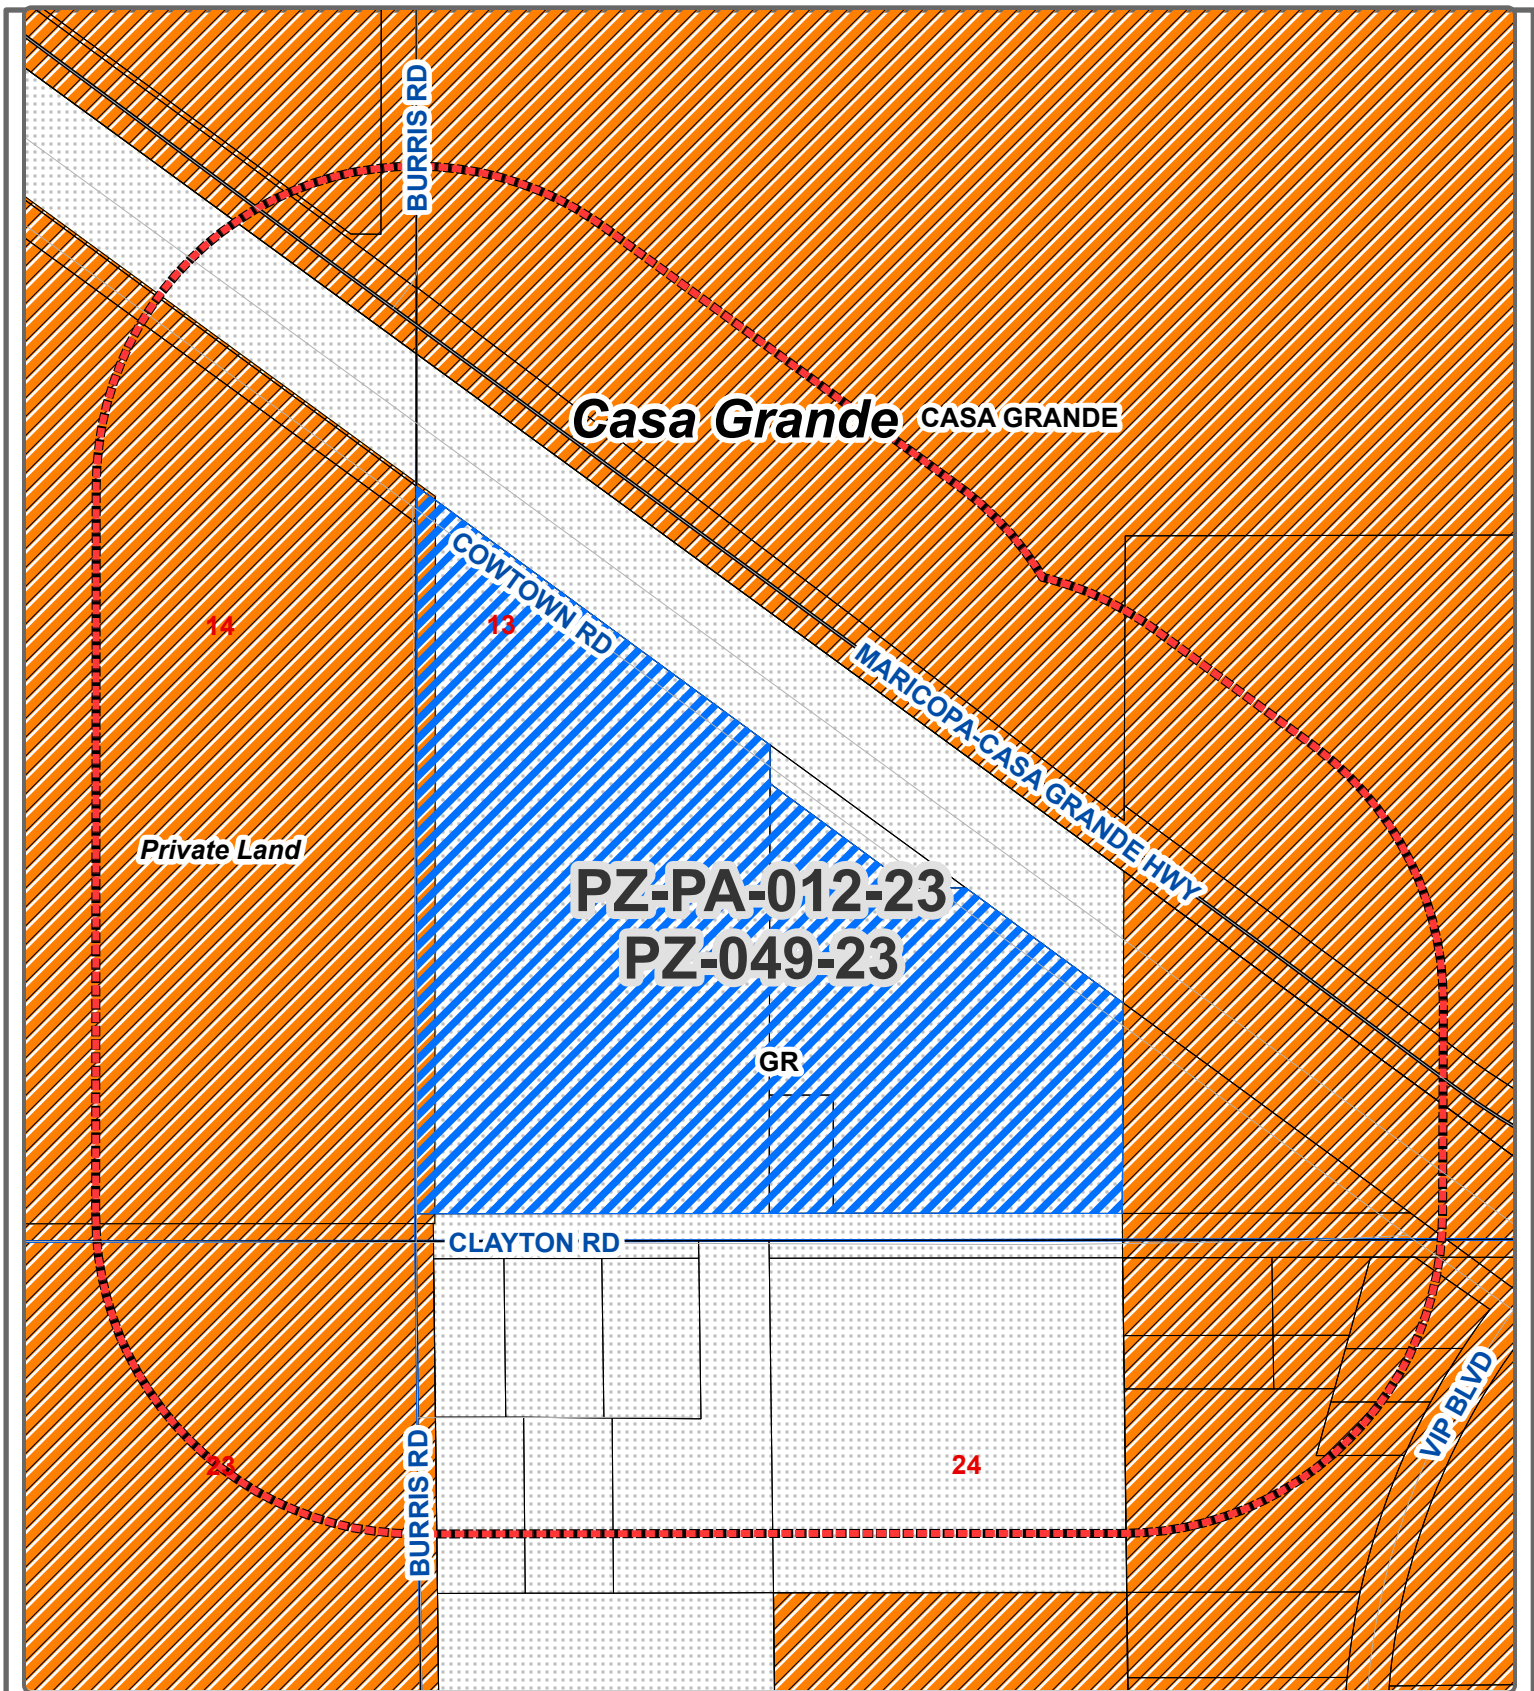 BURRIS RD
Casa Grande
CASA GRANDE
COWTOWN RD
14
13
MARICOPA-CASA GRANDE HWY
Private Land
PZ-PA-012-23
PZ-049-23
GR
CLAYTON RD
VIP BLVD
23
24
BURRIS RD